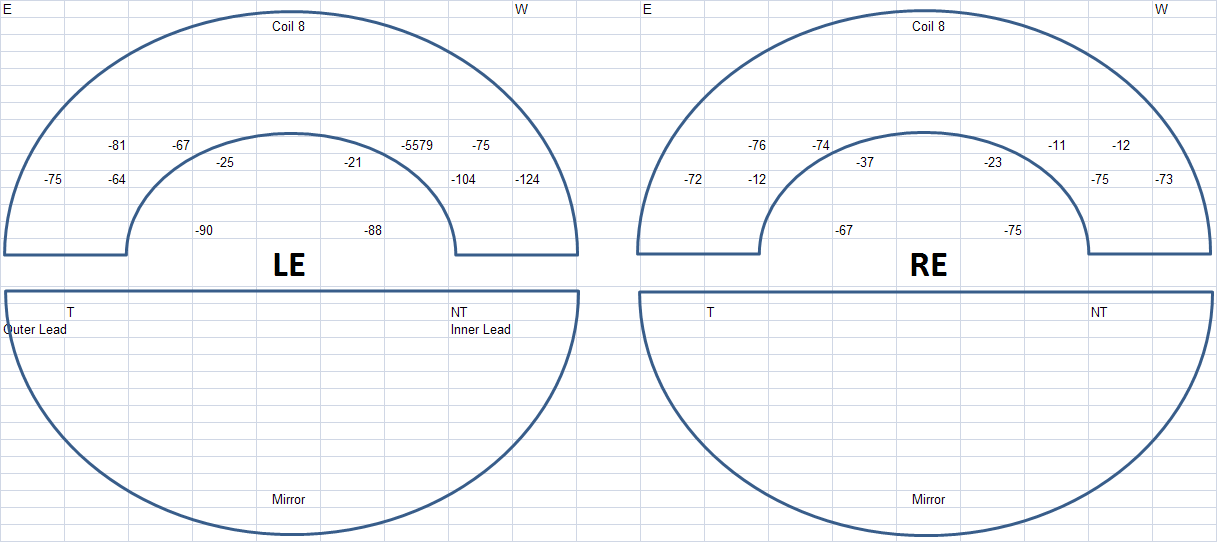 E W E W
Coil 8 Coil 8
-81 -67 -5579 -75 -76 -74 -11 -12
-25 -21 -37 -23
-75 -64 -104 -124 -72 -12 -75 -73
-90 -88 -67 -75
LE RE
T NT T NT
Outer Lead Inner Lead
Mirror Mirror